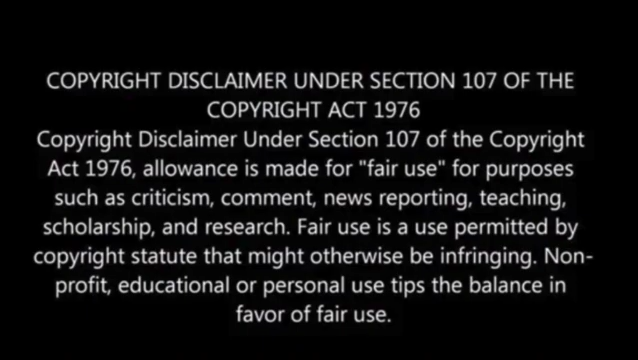 COPYRIGHT DISCLAIMER UNDER SECTION 107 OF THE
COPYRIGHT ACT 1976
Copyright Disclaimer Under Section 107 of the Copyright
Act 1976, allowance is made for "fair use" for purposes
such as criticism, comment, news reporting, teaching,
scholarship, and research. Fair use is a use permitted by
copyright statute that might otherwise be infringing. Non-
profit, educational or personal use tips the balance in
favor of fair use.